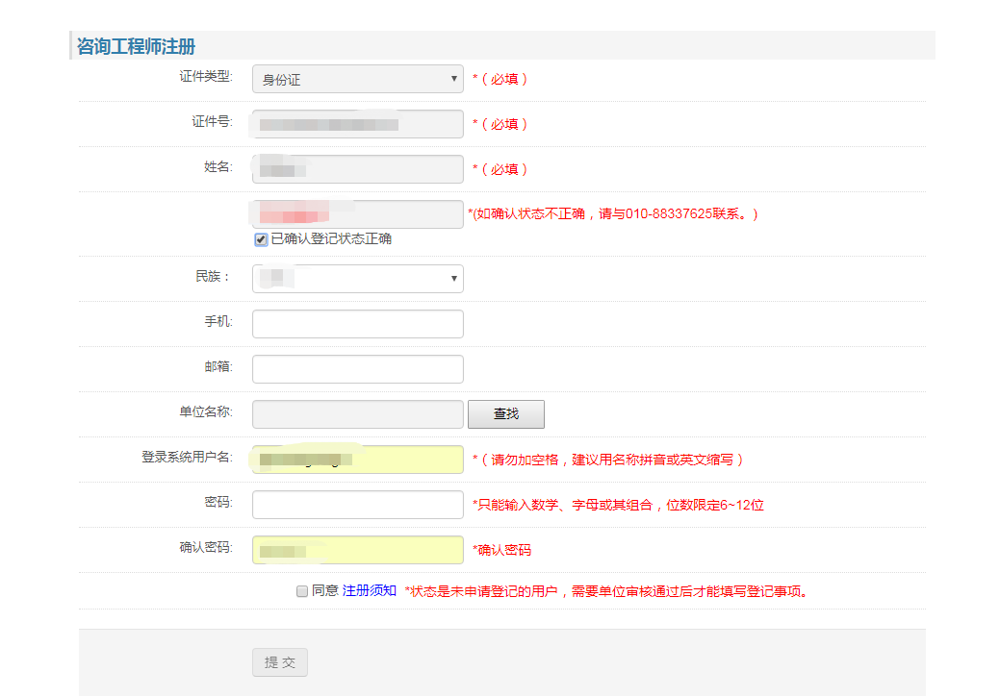 咨询工程师注册
证件类型: 身份证 *（必填）
证件号: *（必填）
姓名: *（必填）
*(如确认状态不正确，请与010-88337625联系。)
已确认登记状态正确
民族：
手机:
邮箱:
单位名称: 查找
登录系统用户名: *（请勿加空格，建议用名称拼音或英文缩写）
密码: *只能输入数学、字母或其组合，位数限定6~12位
确认密码: *确认密码
同意 注册须知 *状态是未申请登记的用户，需要单位审核通过后才能填写登记事项。
提 交